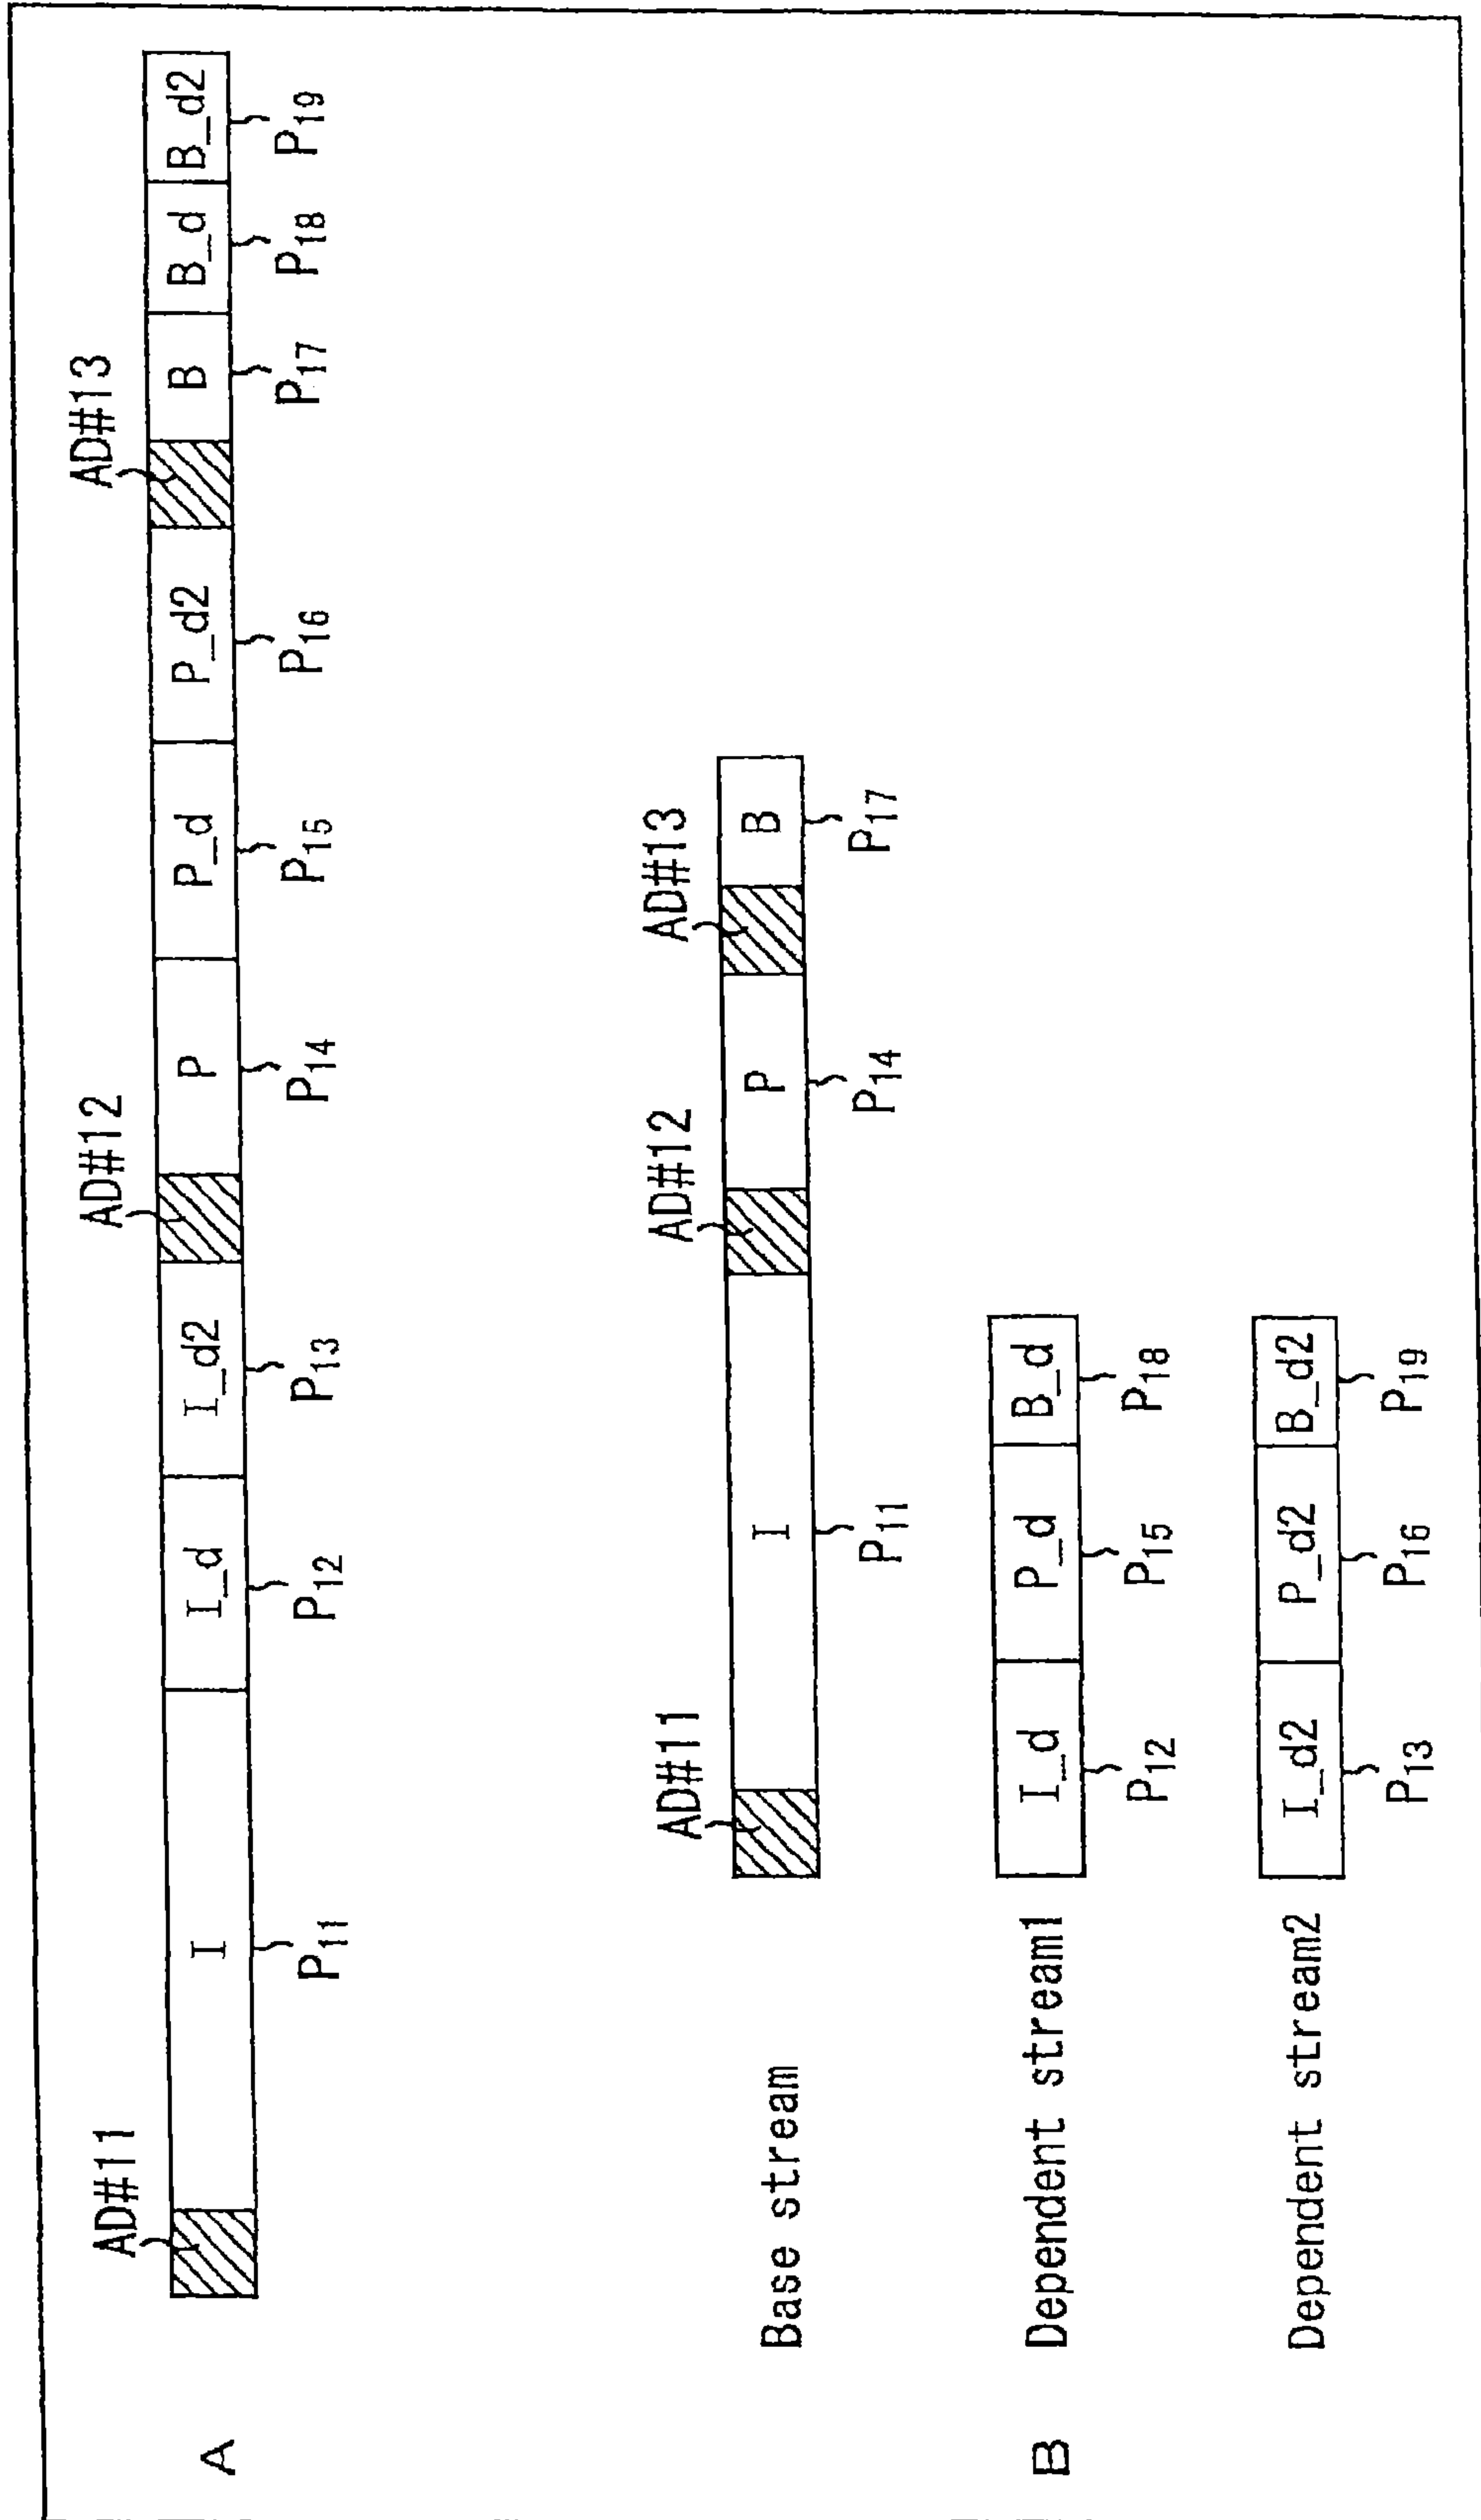 A
AD#11 AD#12 AD#13
I I_d I_d2 P P_d P_d2 B B_d B_d2
P11 P12 P13 P14 P15 P16 P17 P18 P19
B
AD#11 AD#12 AD#13
Base stream I P B
P11 P14 P17
Dependent stream1 I_d P_d B_d
P12 P15 P18
Dependent stream2 I_d2 P_d2 B_d2
P13 P16 P19